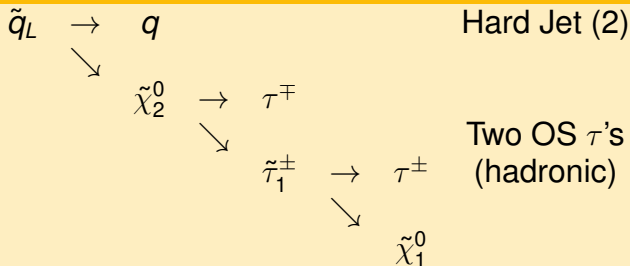 q̃_L → q Hard Jet (2)
↘
χ̃⁰₂ → τ^∓
↘
Two OS τ's
τ̃₁^± → τ^± (hadronic)
↘
χ̃⁰₁